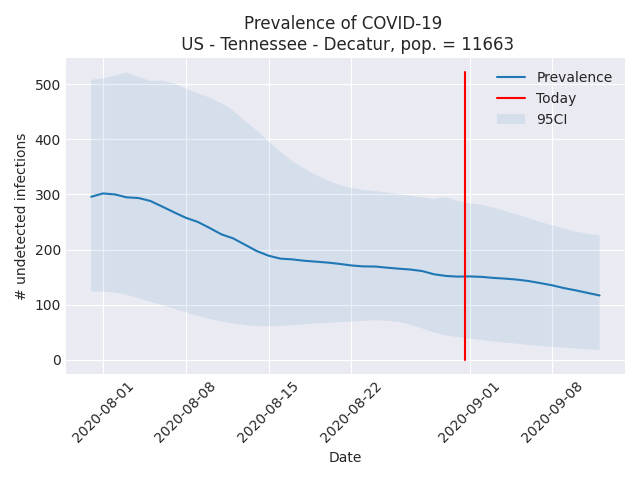 Prevalence of COVID-19
US - Tennessee - Decatur, pop. = 11663
# undetected infections
500
400
300
200
100
0
Prevalence
Today
95CI
2020-08-01
2020-08-08
2020-08-15
2020-08-22
2020-09-01
2020-09-08
Date